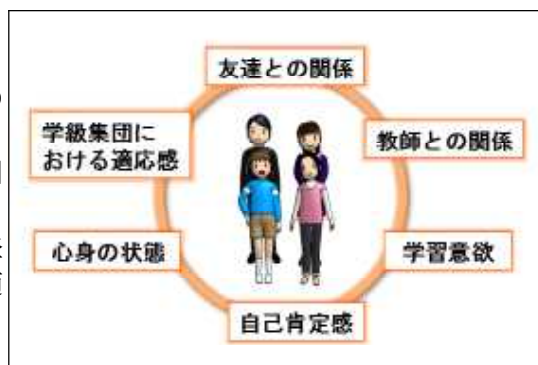 友達との関係
学級集団に
おける適応感
教師との関係
心身の状態
学習意欲
自己肯定感